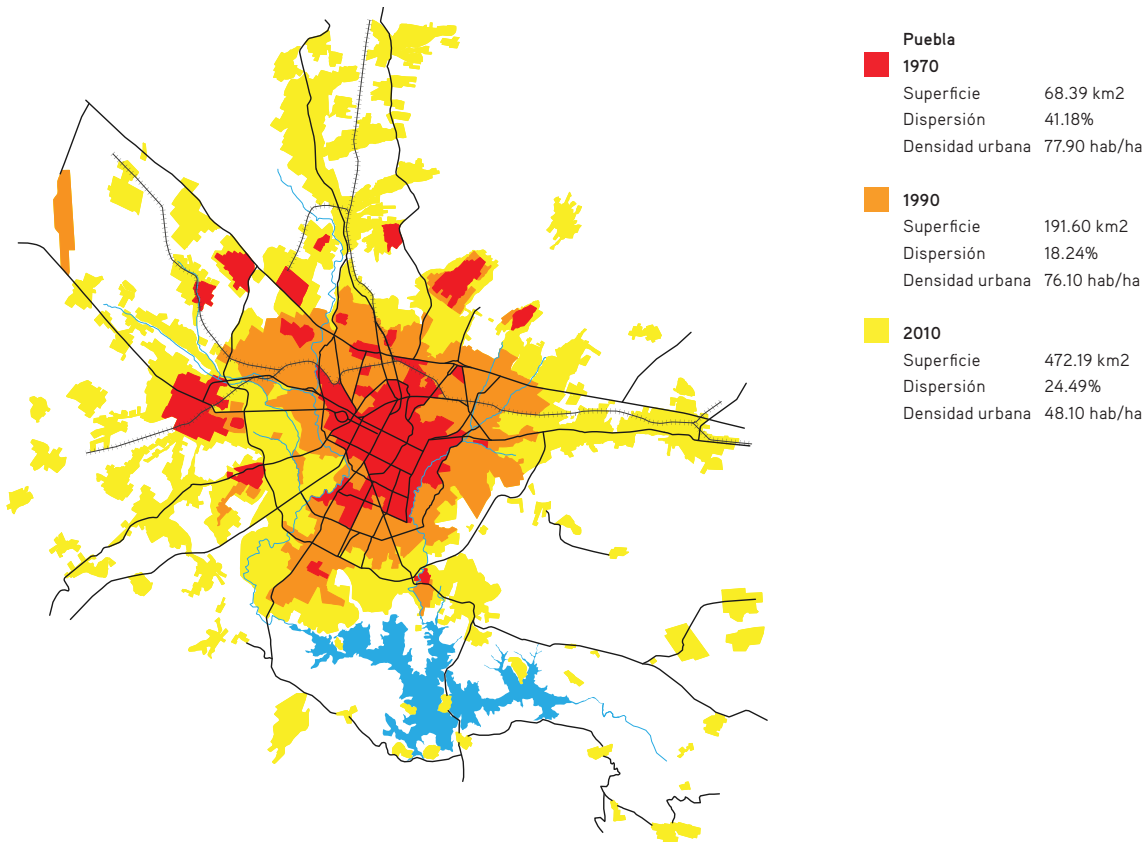 Puebla
1970
Superficie 68.39 km2
Dispersión 41.18%
Densidad urbana 77.90 hab/ha
1990
Superficie 191.60 km2
Dispersión 18.24%
Densidad urbana 76.10 hab/ha
2010
Superficie 472.19 km2
Dispersión 24.49%
Densidad urbana 48.10 hab/ha